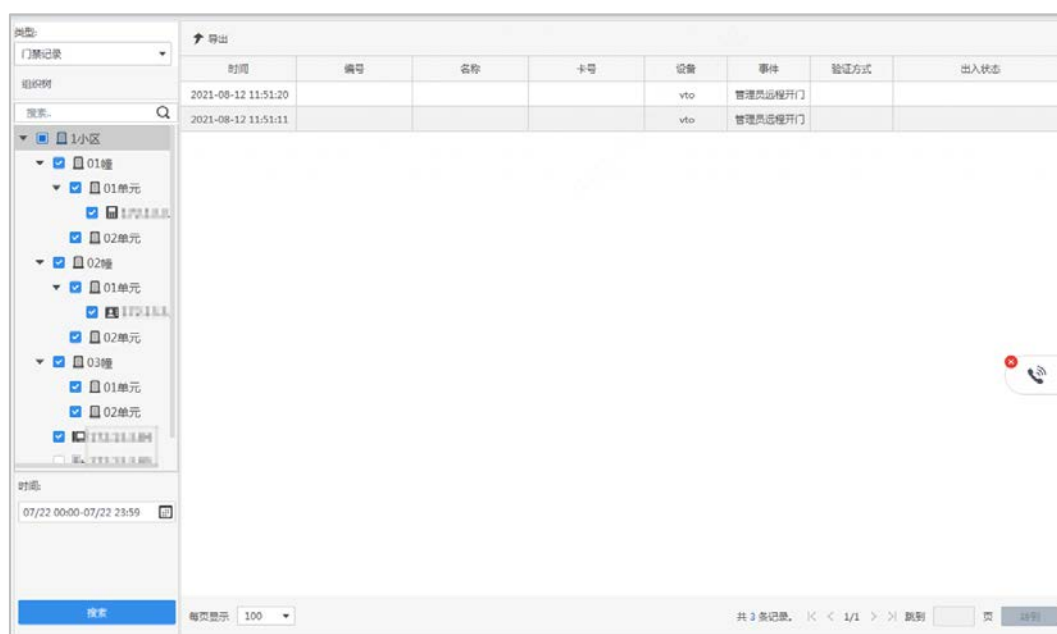 类型:
门禁记录
组织树
搜索..
1小区
01幢
01单元
02单元
02幢
01单元
02单元
03幢
01单元
02单元
时间:
07/22 00:00-07/22 23:59
搜索
导出
时间 编号 名称 卡号 设备 事件 验证方式 出入状态
2021-08-12 11:51:20 vto 管理员远程开门
2021-08-12 11:51:11 vto 管理员远程开门
每页显示 100 共 3 条记录。 1/1 跳到 页